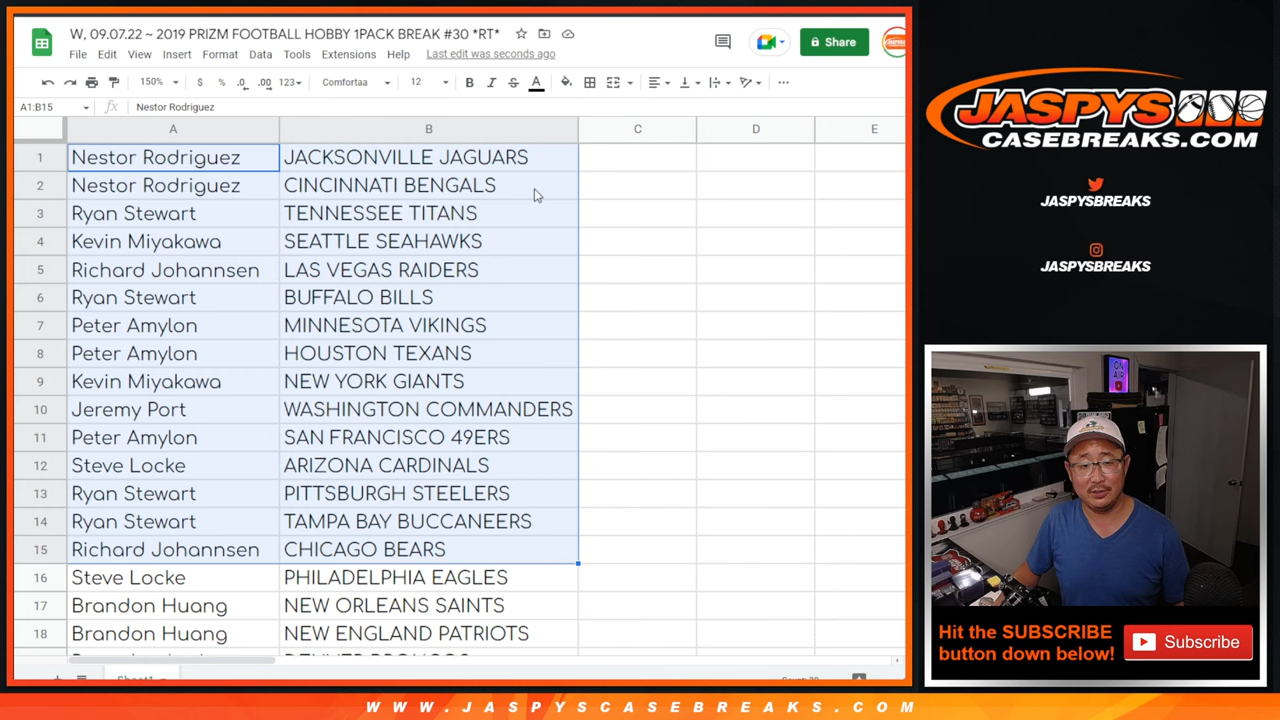 W, 09.07.22 ~ 2019 PRIZM FOOTBALL HOBBY 1PACK BREAK #30 *RT*
File Edit View Insert Format Data Tools Extensions Help Last edit was seconds ago
Share
150% $ % .0 .00 123 Comfortaa 12 B I S A
A1:B15 fx Nestor Rodriguez
A B C D E
1 Nestor Rodriguez JACKSONVILLE JAGUARS
2 Nestor Rodriguez CINCINNATI BENGALS
3 Ryan Stewart TENNESSEE TITANS
4 Kevin Miyakawa SEATTLE SEAHAWKS
5 Richard Johannsen LAS VEGAS RAIDERS
6 Ryan Stewart BUFFALO BILLS
7 Peter Amylon MINNESOTA VIKINGS
8 Peter Amylon HOUSTON TEXANS
9 Kevin Miyakawa NEW YORK GIANTS
10 Jeremy Port WASHINGTON COMMANDERS
11 Peter Amylon SAN FRANCISCO 49ERS
12 Steve Locke ARIZONA CARDINALS
13 Ryan Stewart PITTSBURGH STEELERS
14 Ryan Stewart TAMPA BAY BUCCANEERS
15 Richard Johannsen CHICAGO BEARS
16 Steve Locke PHILADELPHIA EAGLES
17 Brandon Huang NEW ORLEANS SAINTS
18 Brandon Huang NEW ENGLAND PATRIOTS
JASPYS
CASEBREAKS.COM
JASPYSBREAKS
JASPYSBREAKS
ON
AIR
Hit the SUBSCRIBE
button down below!
Subscribe
WWW.JASPYSCASEBREAKS.COM